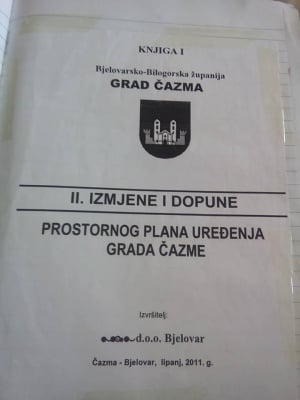 KNJIGA I
Bjelovarsko-Bilogorska županija
GRAD ČAZMA
II. IZMJENE I DOPUNE
PROSTORNOG PLANA UREĐENJA
GRADA ČAZME
Izvršitelj:
d.o.o. Bjelovar
Čazma - Bjelovar, lipanj, 2011. g.